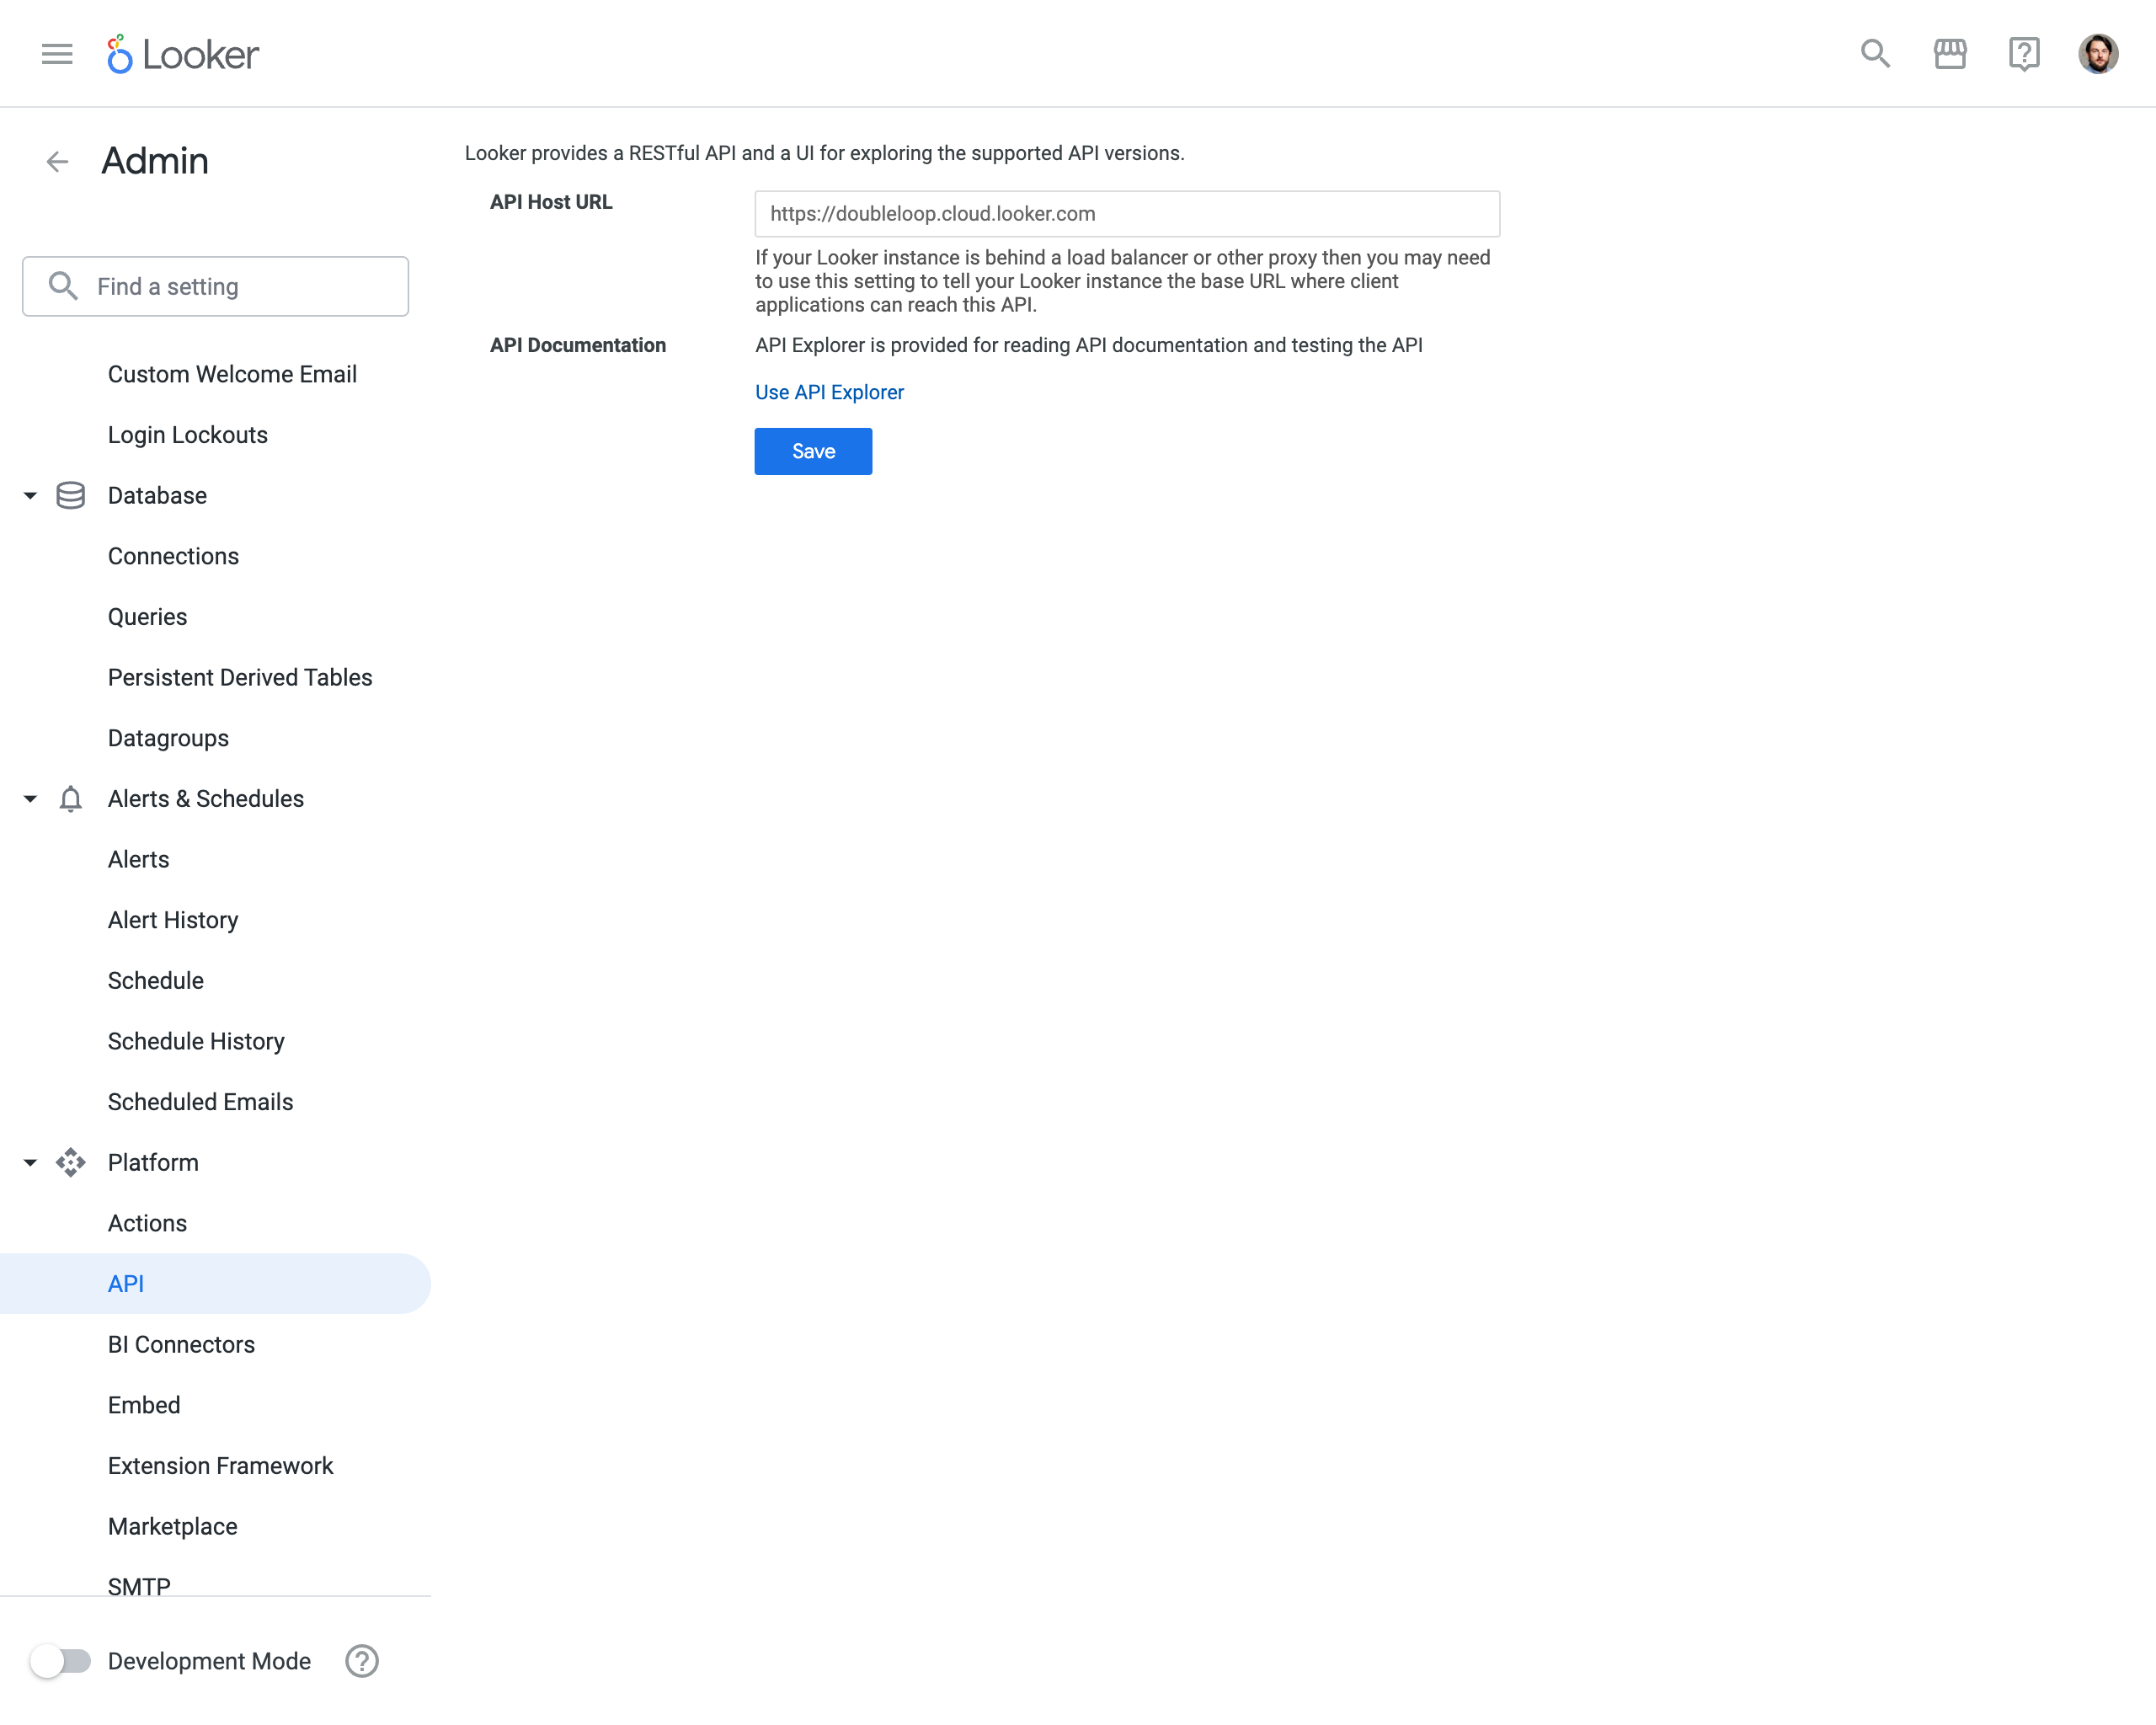 Looker
Admin
Find a setting
Custom Welcome Email
Login Lockouts
Database
Connections
Queries
Persistent Derived Tables
Datagroups
Alerts & Schedules
Alerts
Alert History
Schedule
Schedule History
Scheduled Emails
Platform
Actions
API
BI Connectors
Embed
Extension Framework
Marketplace
SMTP
Development Mode
Looker provides a RESTful API and a UI for exploring the supported API versions.
API Host URL
https://doubleloop.cloud.looker.com
If your Looker instance is behind a load balancer or other proxy then you may need
to use this setting to tell your Looker instance the base URL where client
applications can reach this API.
API Documentation
API Explorer is provided for reading API documentation and testing the API
Use API Explorer
Save